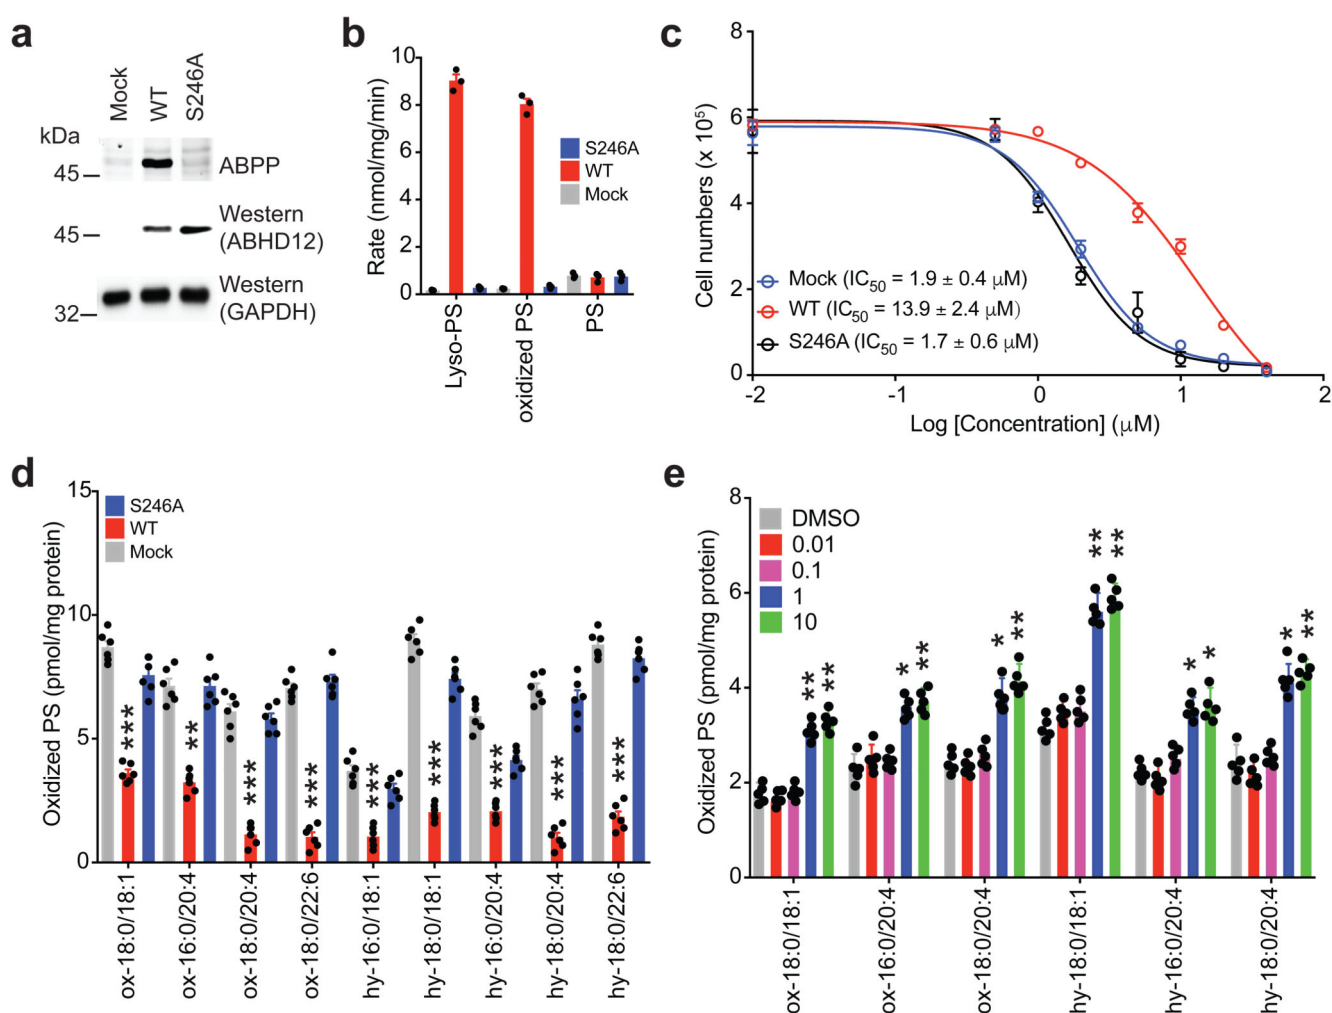 a
Mock
WT
S246A
kDa
45
ABPP
45
Western
(ABHD12)
32
Western
(GAPDH)
b
Rate (nmol/mg/min)
10
8
6
4
2
0
S246A
WT
Mock
Lyso-PS
oxidized PS
PS
c
Cell numbers (x 10⁵)
8
6
4
2
0
Mock (IC₅₀ = 1.9 ± 0.4 μM)
WT (IC₅₀ = 13.9 ± 2.4 μM)
S246A (IC₅₀ = 1.7 ± 0.6 μM)
-2
-1
0
1
2
Log [Concentration] (μM)
d
Oxidized PS (pmol/mg protein)
15
10
5
0
S246A
WT
Mock
***
**
***
***
***
***
***
***
***
ox-18:0/18:1
ox-16:0/20:4
ox-18:0/20:4
ox-18:0/22:6
hy-16:0/18:1
hy-18:0/18:1
hy-16:0/20:4
hy-18:0/20:4
hy-18:0/22:6
e
Oxidized PS (pmol/mg protein)
8
6
4
2
0
DMSO
0.01
0.1
1
10
**
**
*
**
*
**
**
**
*
*
*
**
ox-18:0/18:1
ox-16:0/20:4
ox-18:0/20:4
hy-18:0/18:1
hy-16:0/20:4
hy-18:0/20:4